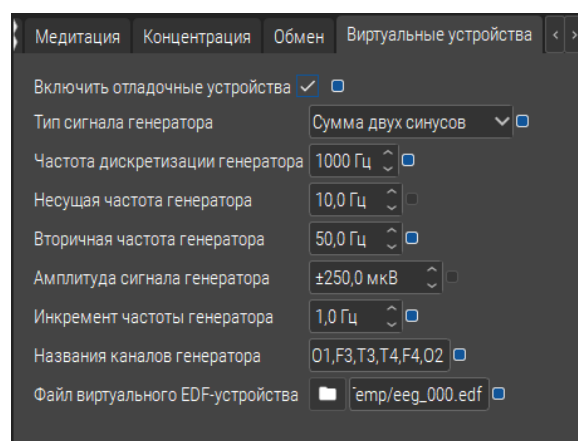 Медитация Концентрация Обмен Виртуальные устройства
Включить отладочные устройства
Тип сигнала генератора Сумма двух синусов
Частота дискретизации генератора 1000 Гц
Несущая частота генератора 10,0 Гц
Вторичная частота генератора 50,0 Гц
Амплитуда сигнала генератора ±250,0 мкВ
Инкремент частоты генератора 1,0 Гц
Названия каналов генератора O1,F3,T3,T4,F4,O2
Файл виртуального EDF-устройства Temp/eeg_000.edf